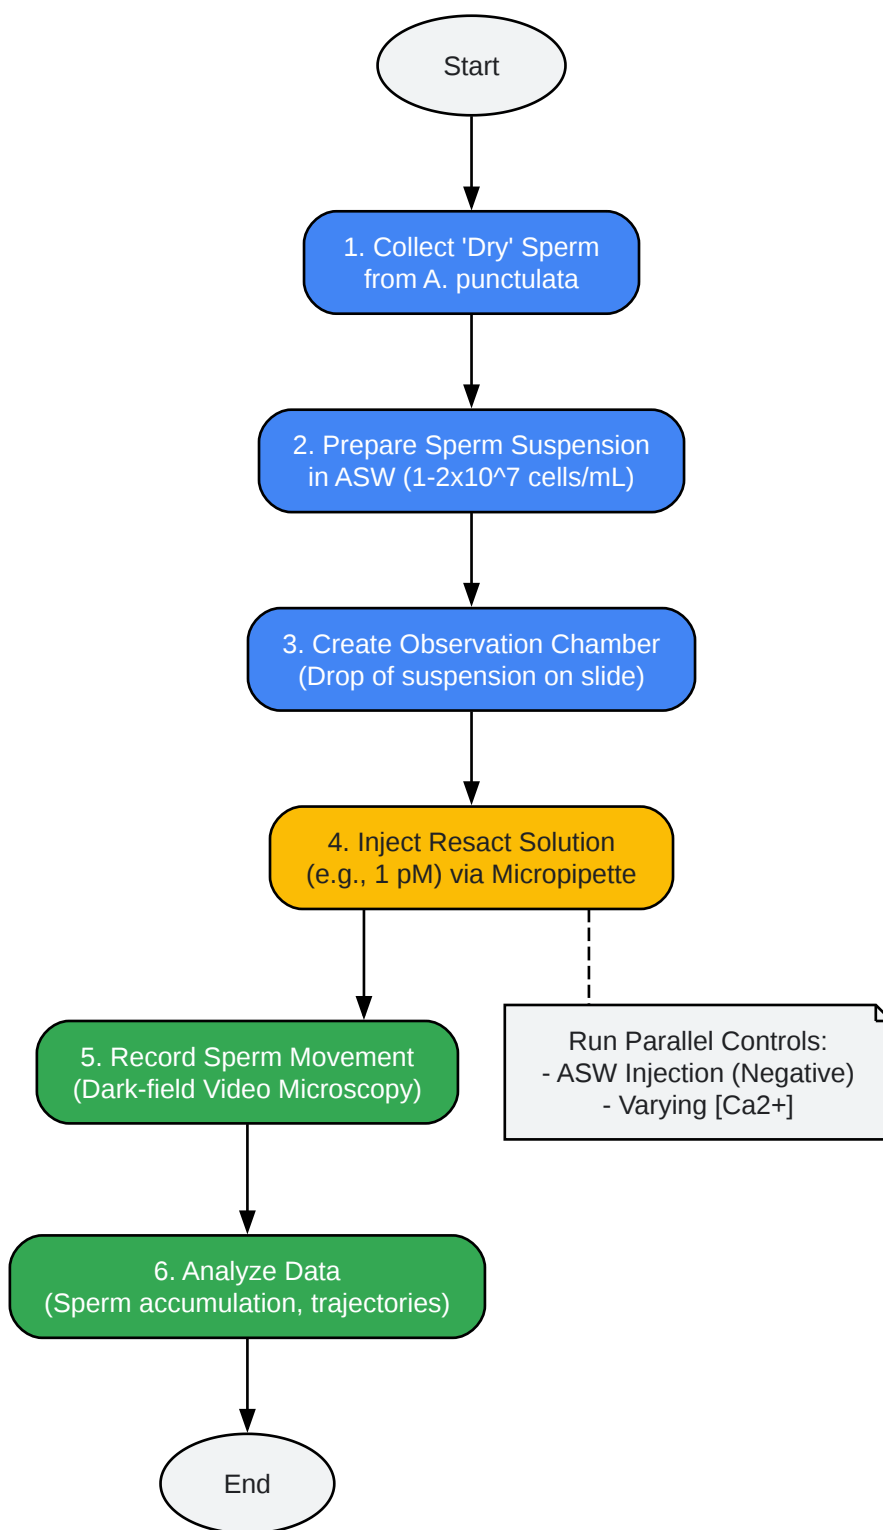 Start
1. Collect 'Dry' Sperm
from A. punctulata
2. Prepare Sperm Suspension
in ASW (1-2x10^7 cells/mL)
3. Create Observation Chamber
(Drop of suspension on slide)
4. Inject Resact Solution
(e.g., 1 pM) via Micropipette
5. Record Sperm Movement
(Dark-field Video Microscopy)
Run Parallel Controls:
- ASW Injection (Negative)
- Varying [Ca2+]
6. Analyze Data
(Sperm accumulation, trajectories)
End